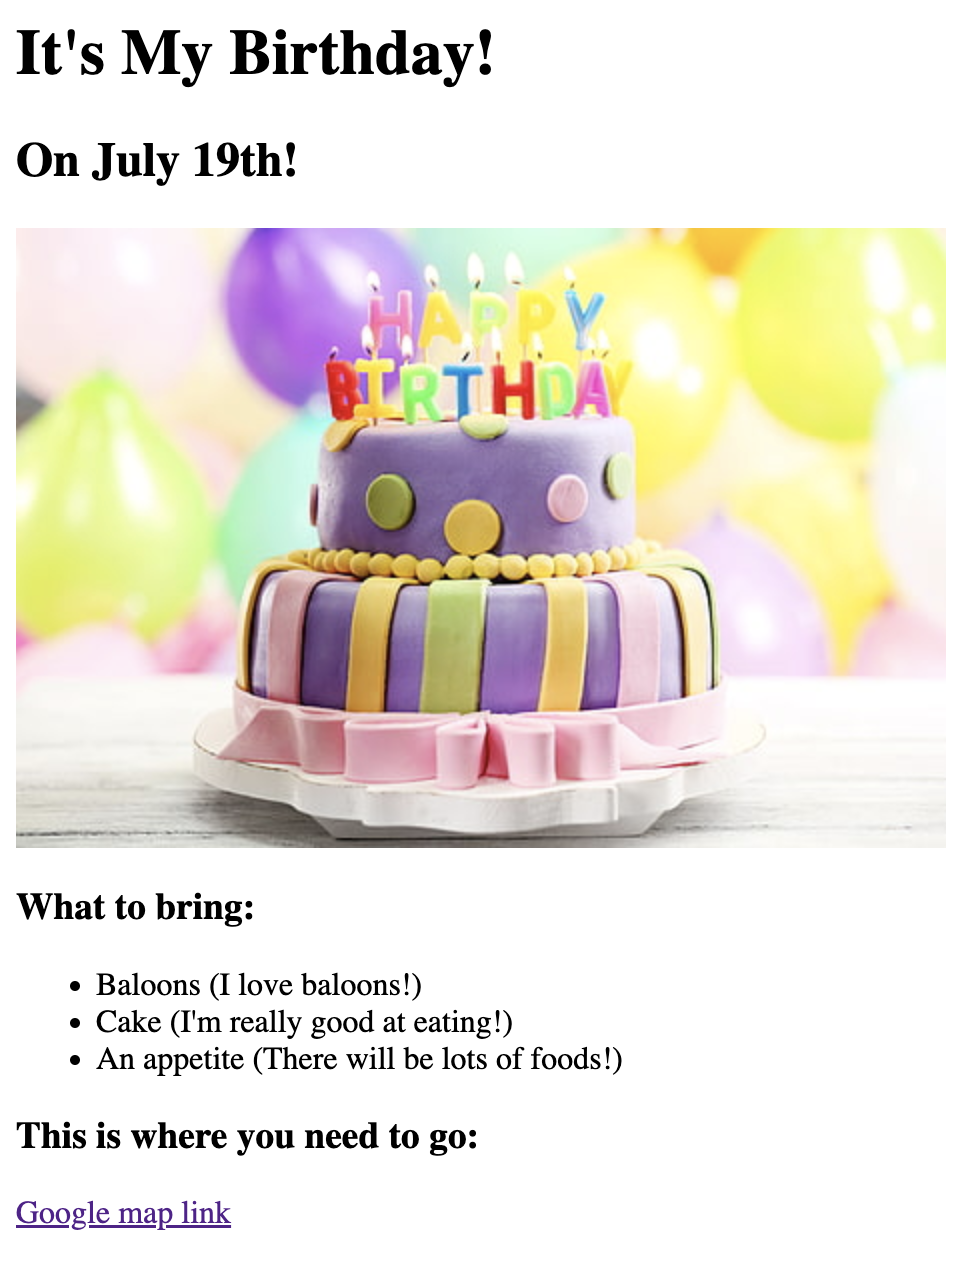 It's My Birthday!
On July 19th!
HAPPY
BIRTHDAY
What to bring:
Baloons (I love baloons!)
Cake (I'm really good at eating!)
An appetite (There will be lots of foods!)
This is where you need to go:
Google map link